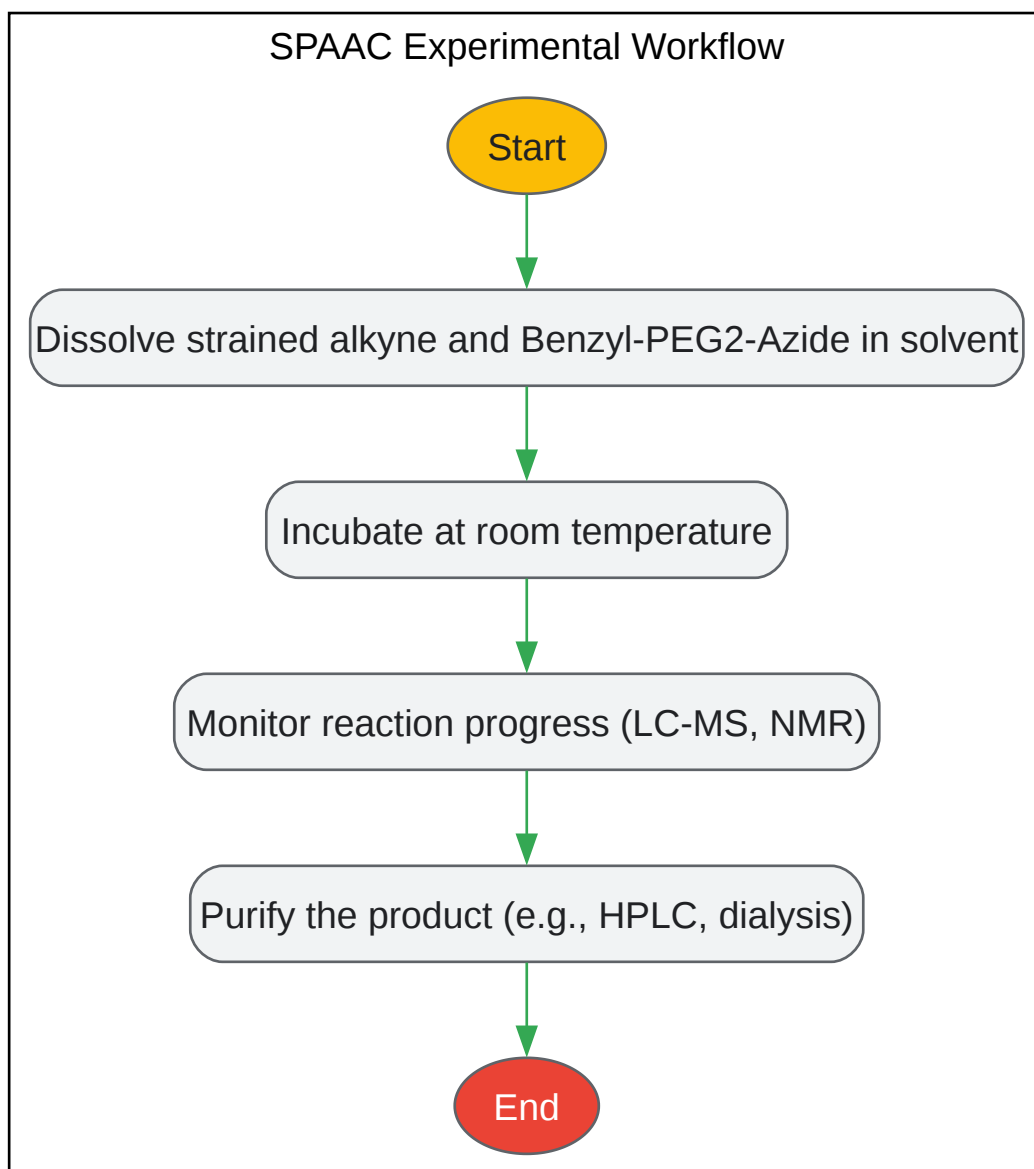 SPAAC Experimental Workflow
Start
Dissolve strained alkyne and Benzyl-PEG2-Azide in solvent
Incubate at room temperature
Monitor reaction progress (LC-MS, NMR)
Purify the product (e.g., HPLC, dialysis)
End